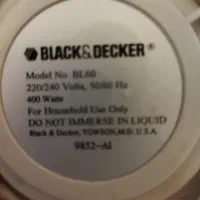 BLACK&DECKER®
Model No. BL60
220/240 Volts, 50/60 Hz
400 Watts
For Household Use Only
DO NOT IMMERSE IN LIQUID
Black & Decker, TOWSON, M.D. U.S.A.
9852-AI